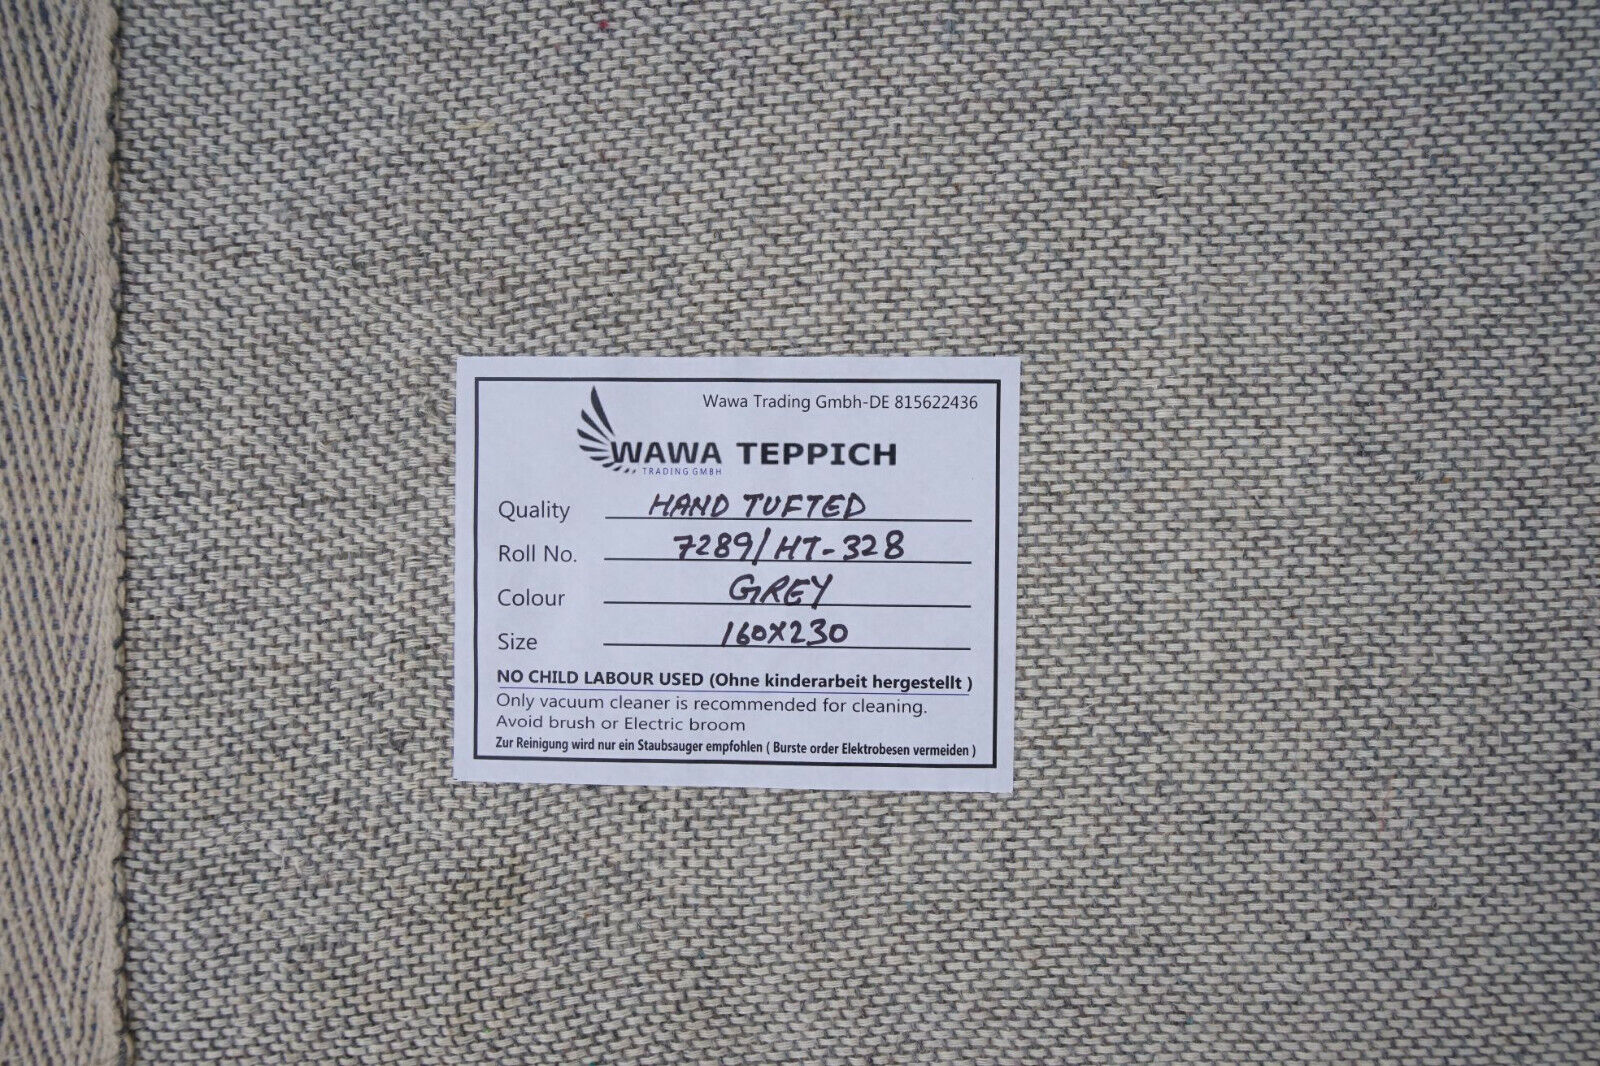 Wawa Trading Gmbh-DE 815622436
WAWA TEPPICH
TRADING GMBH
Quality HAND TUFTED
Roll No. 7289/HT-328
Colour GREY
Size 160X230
NO CHILD LABOUR USED (Ohne kinderarbeit hergestellt )
Only vacuum cleaner is recommended for cleaning.
Avoid brush or Electric broom
Zur Reinigung wird nur ein Staubsauger empfohlen ( Burste order Elektrobesen vermeiden )